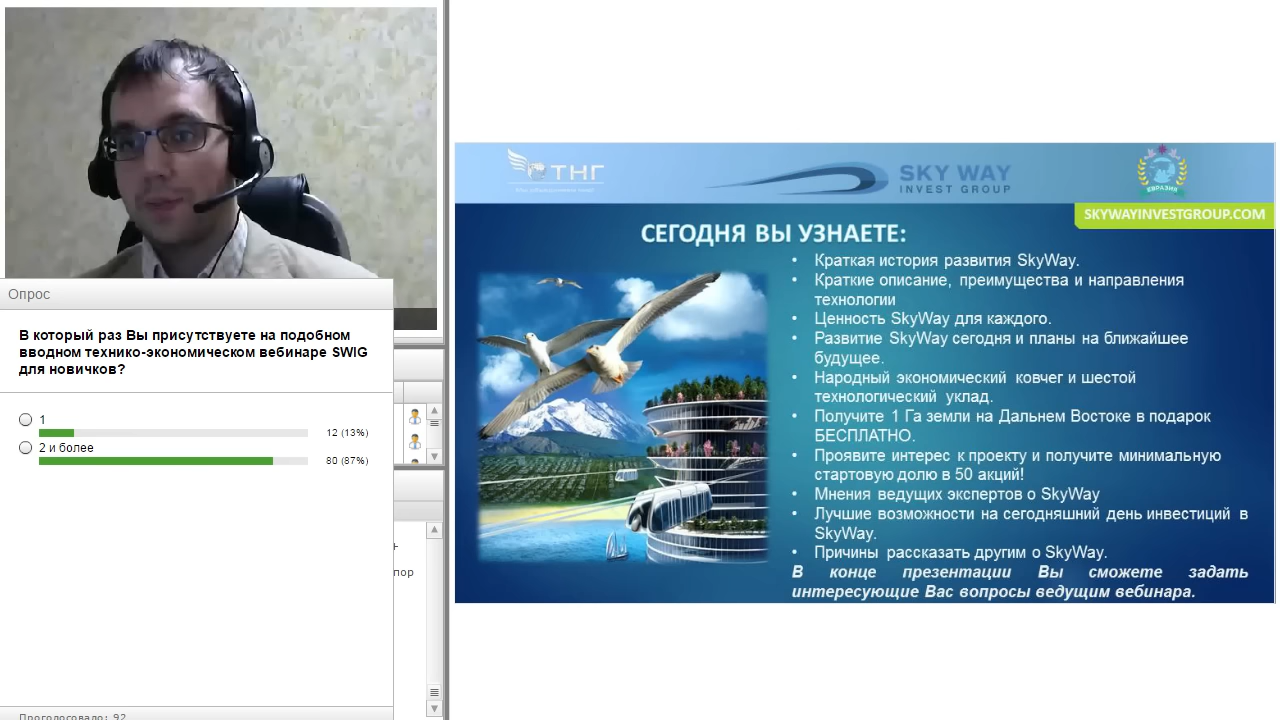 Опрос
В который раз Вы присутствуете на подобном
вводном технико-экономическом вебинаре SWIG
для новичков?
1
12 (13%)
2 и более
80 (87%)
Проголосовало: 92
пор
ТНГ
SKY WAY
INVEST GROUP
ЕВРАЗИЯ
SKYWAYINVESTGROUP.COM
СЕГОДНЯ ВЫ УЗНАЕТЕ:
• Краткая история развития SkyWay.
• Краткие описание, преимущества и направления
технологии
• Ценность SkyWay для каждого.
• Развитие SkyWay сегодня и планы на ближайшее
будущее.
• Народный экономический ковчег и шестой
технологический уклад.
• Получите 1 Га земли на Дальнем Востоке в подарок
БЕСПЛАТНО.
• Проявите интерес к проекту и получите минимальную
стартовую долю в 50 акций!
• Мнения ведущих экспертов о SkyWay
• Лучшие возможности на сегодняшний день инвестиций в
SkyWay.
• Причины рассказать другим о SkyWay.
В конце презентации Вы сможете задать
интересующие Вас вопросы ведущим вебинара.